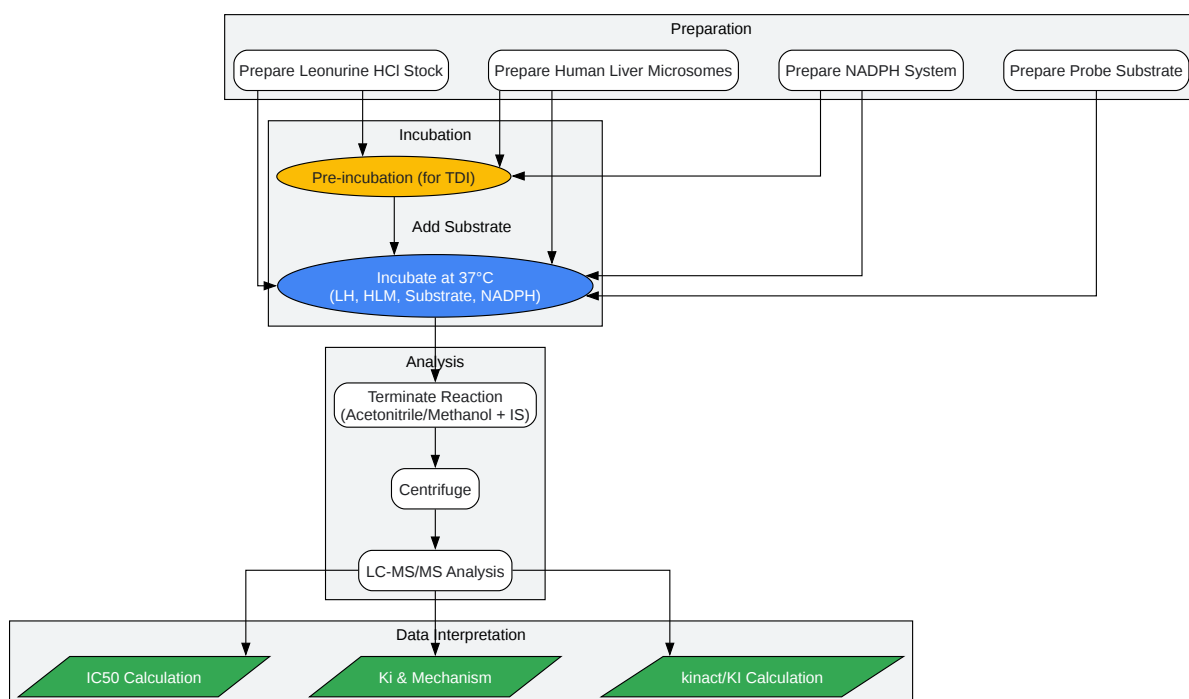 Preparation
Prepare Leonurine HCl Stock
Prepare Human Liver Microsomes
Prepare NADPH System
Prepare Probe Substrate
Incubation
Pre-incubation (for TDI)
Add Substrate
Incubate at 37°C
(LH, HLM, Substrate, NADPH)
Analysis
Terminate Reaction
(Acetonitrile/Methanol + IS)
Centrifuge
LC-MS/MS Analysis
Data Interpretation
IC50 Calculation
Ki & Mechanism
kinact/KI Calculation